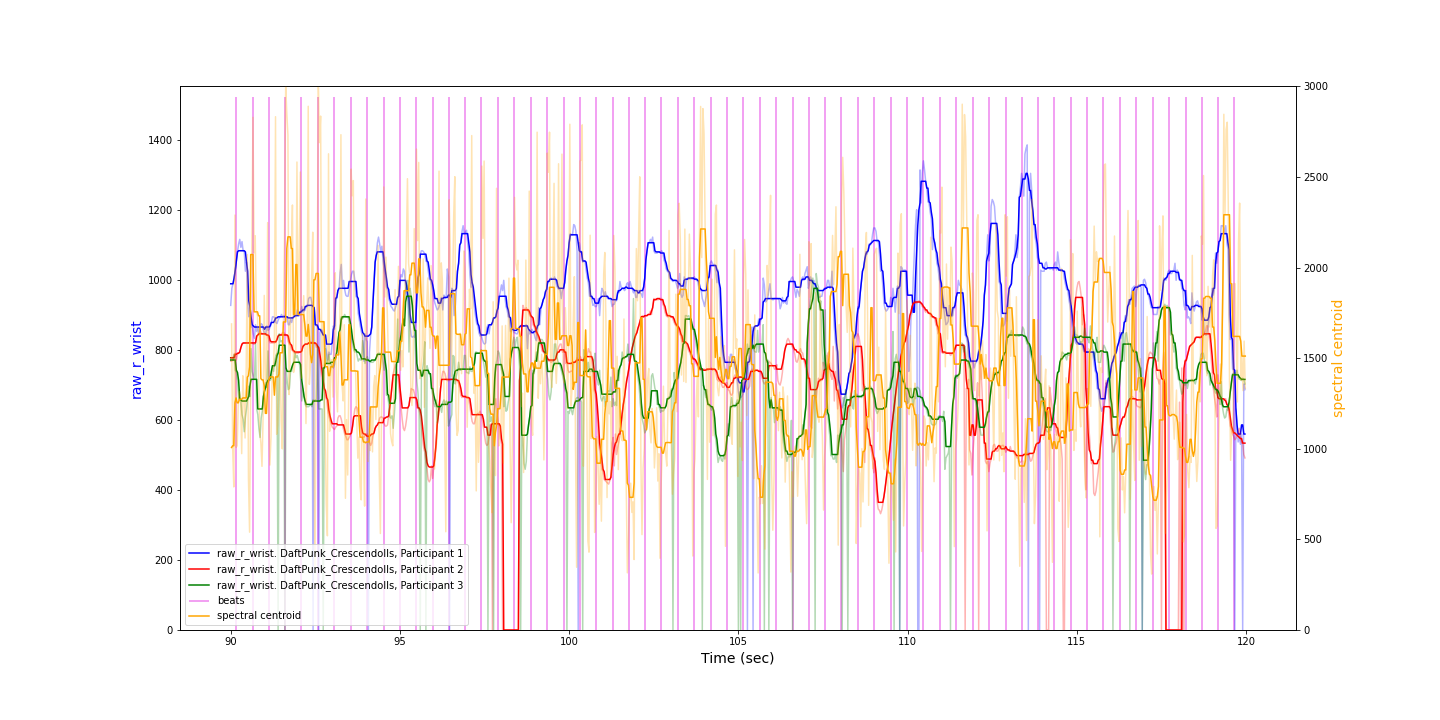 1400
1200
1000
800
600
400
200
0
raw_r_wrist
3000
2500
2000
1500
1000
500
0
spectral centroid
raw_r_wrist. DaftPunk_Crescendolls, Participant 1
raw_r_wrist. DaftPunk_Crescendolls, Participant 2
raw_r_wrist. DaftPunk_Crescendolls, Participant 3
beats
spectral centroid
90 95 100 105 110 115 120
Time (sec)